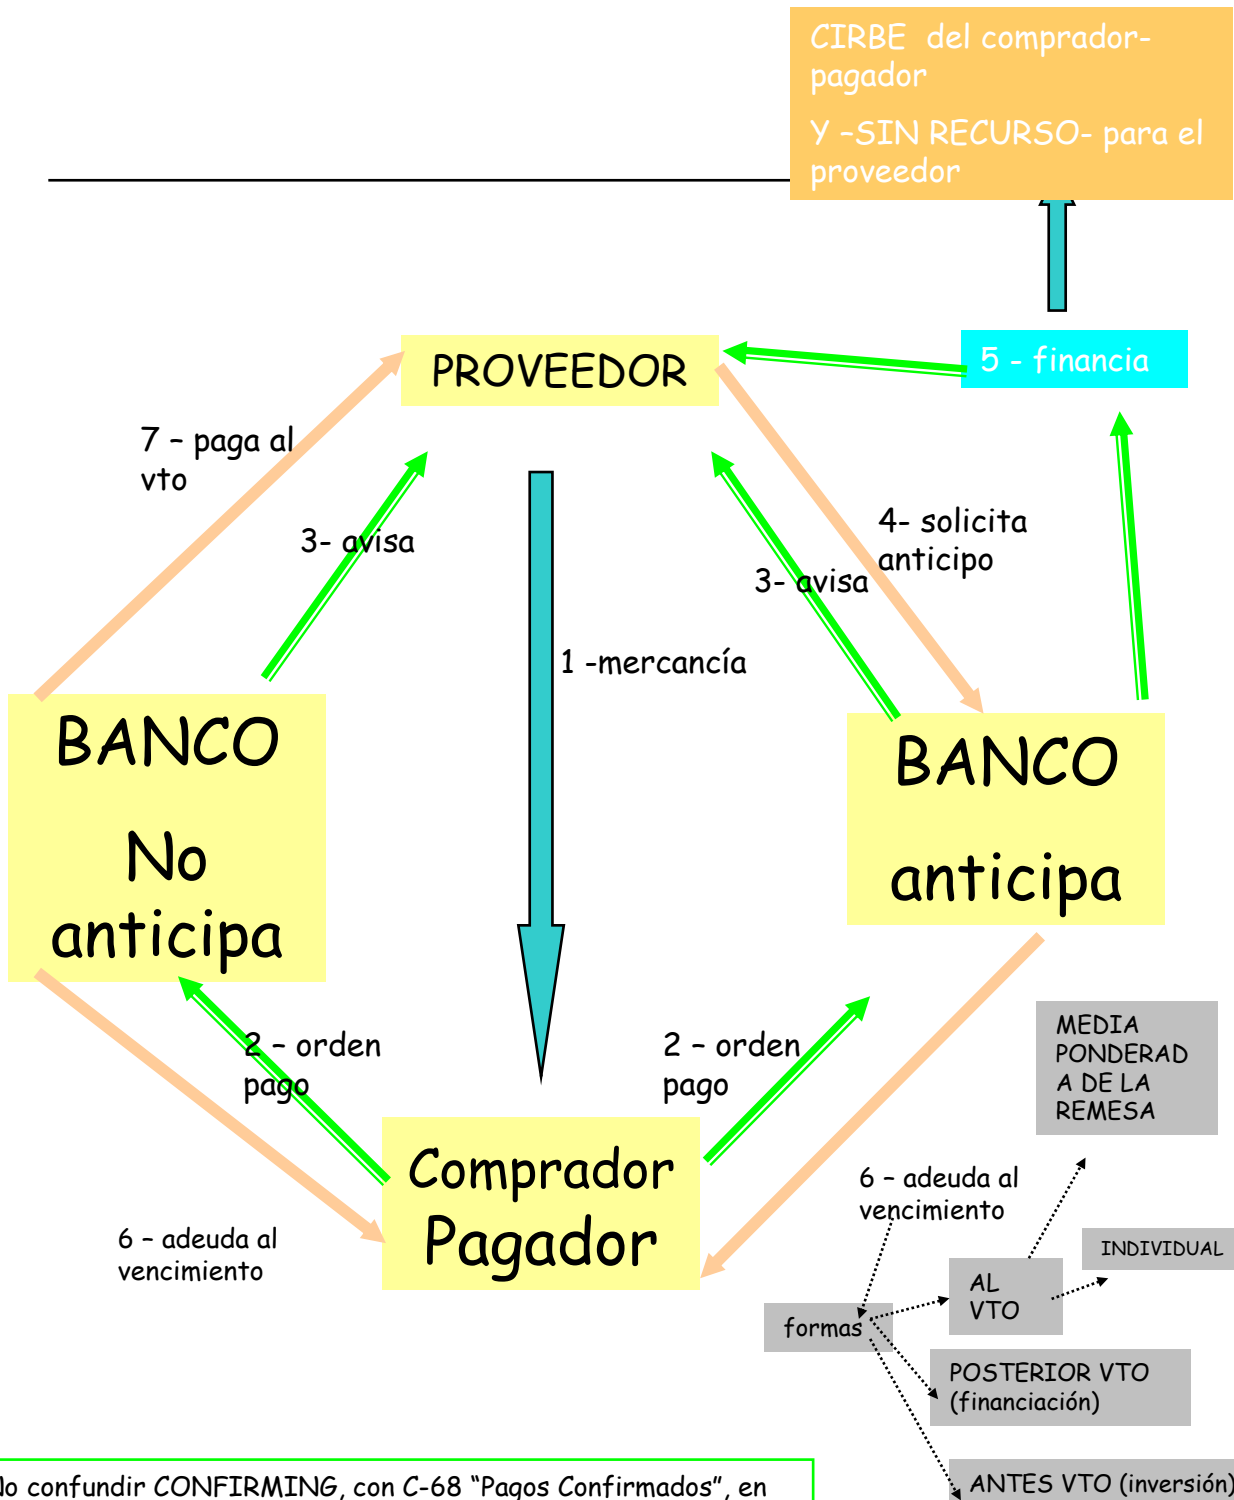 CIRBE del comprador-
pagador
Y –SIN RECURSO- para el
proveedor
PROVEEDOR
5 - financia
7 – paga al
vto
3- avisa
4- solicita
anticipo
3- avisa
1 -mercancía
BANCO
No
anticipa
BANCO
anticipa
2 – orden
pago
2 – orden
pago
MEDIA
PONDERAD
A DE LA
REMESA
Comprador
Pagador
6 – adeuda al
vencimiento
6 – adeuda al
vencimiento
INDIVIDUAL
AL
VTO
formas
POSTERIOR VTO
(financiación)
ANTES VTO (inversión)
No confundir CONFIRMING, con C-68 “Pagos Confirmados”, en